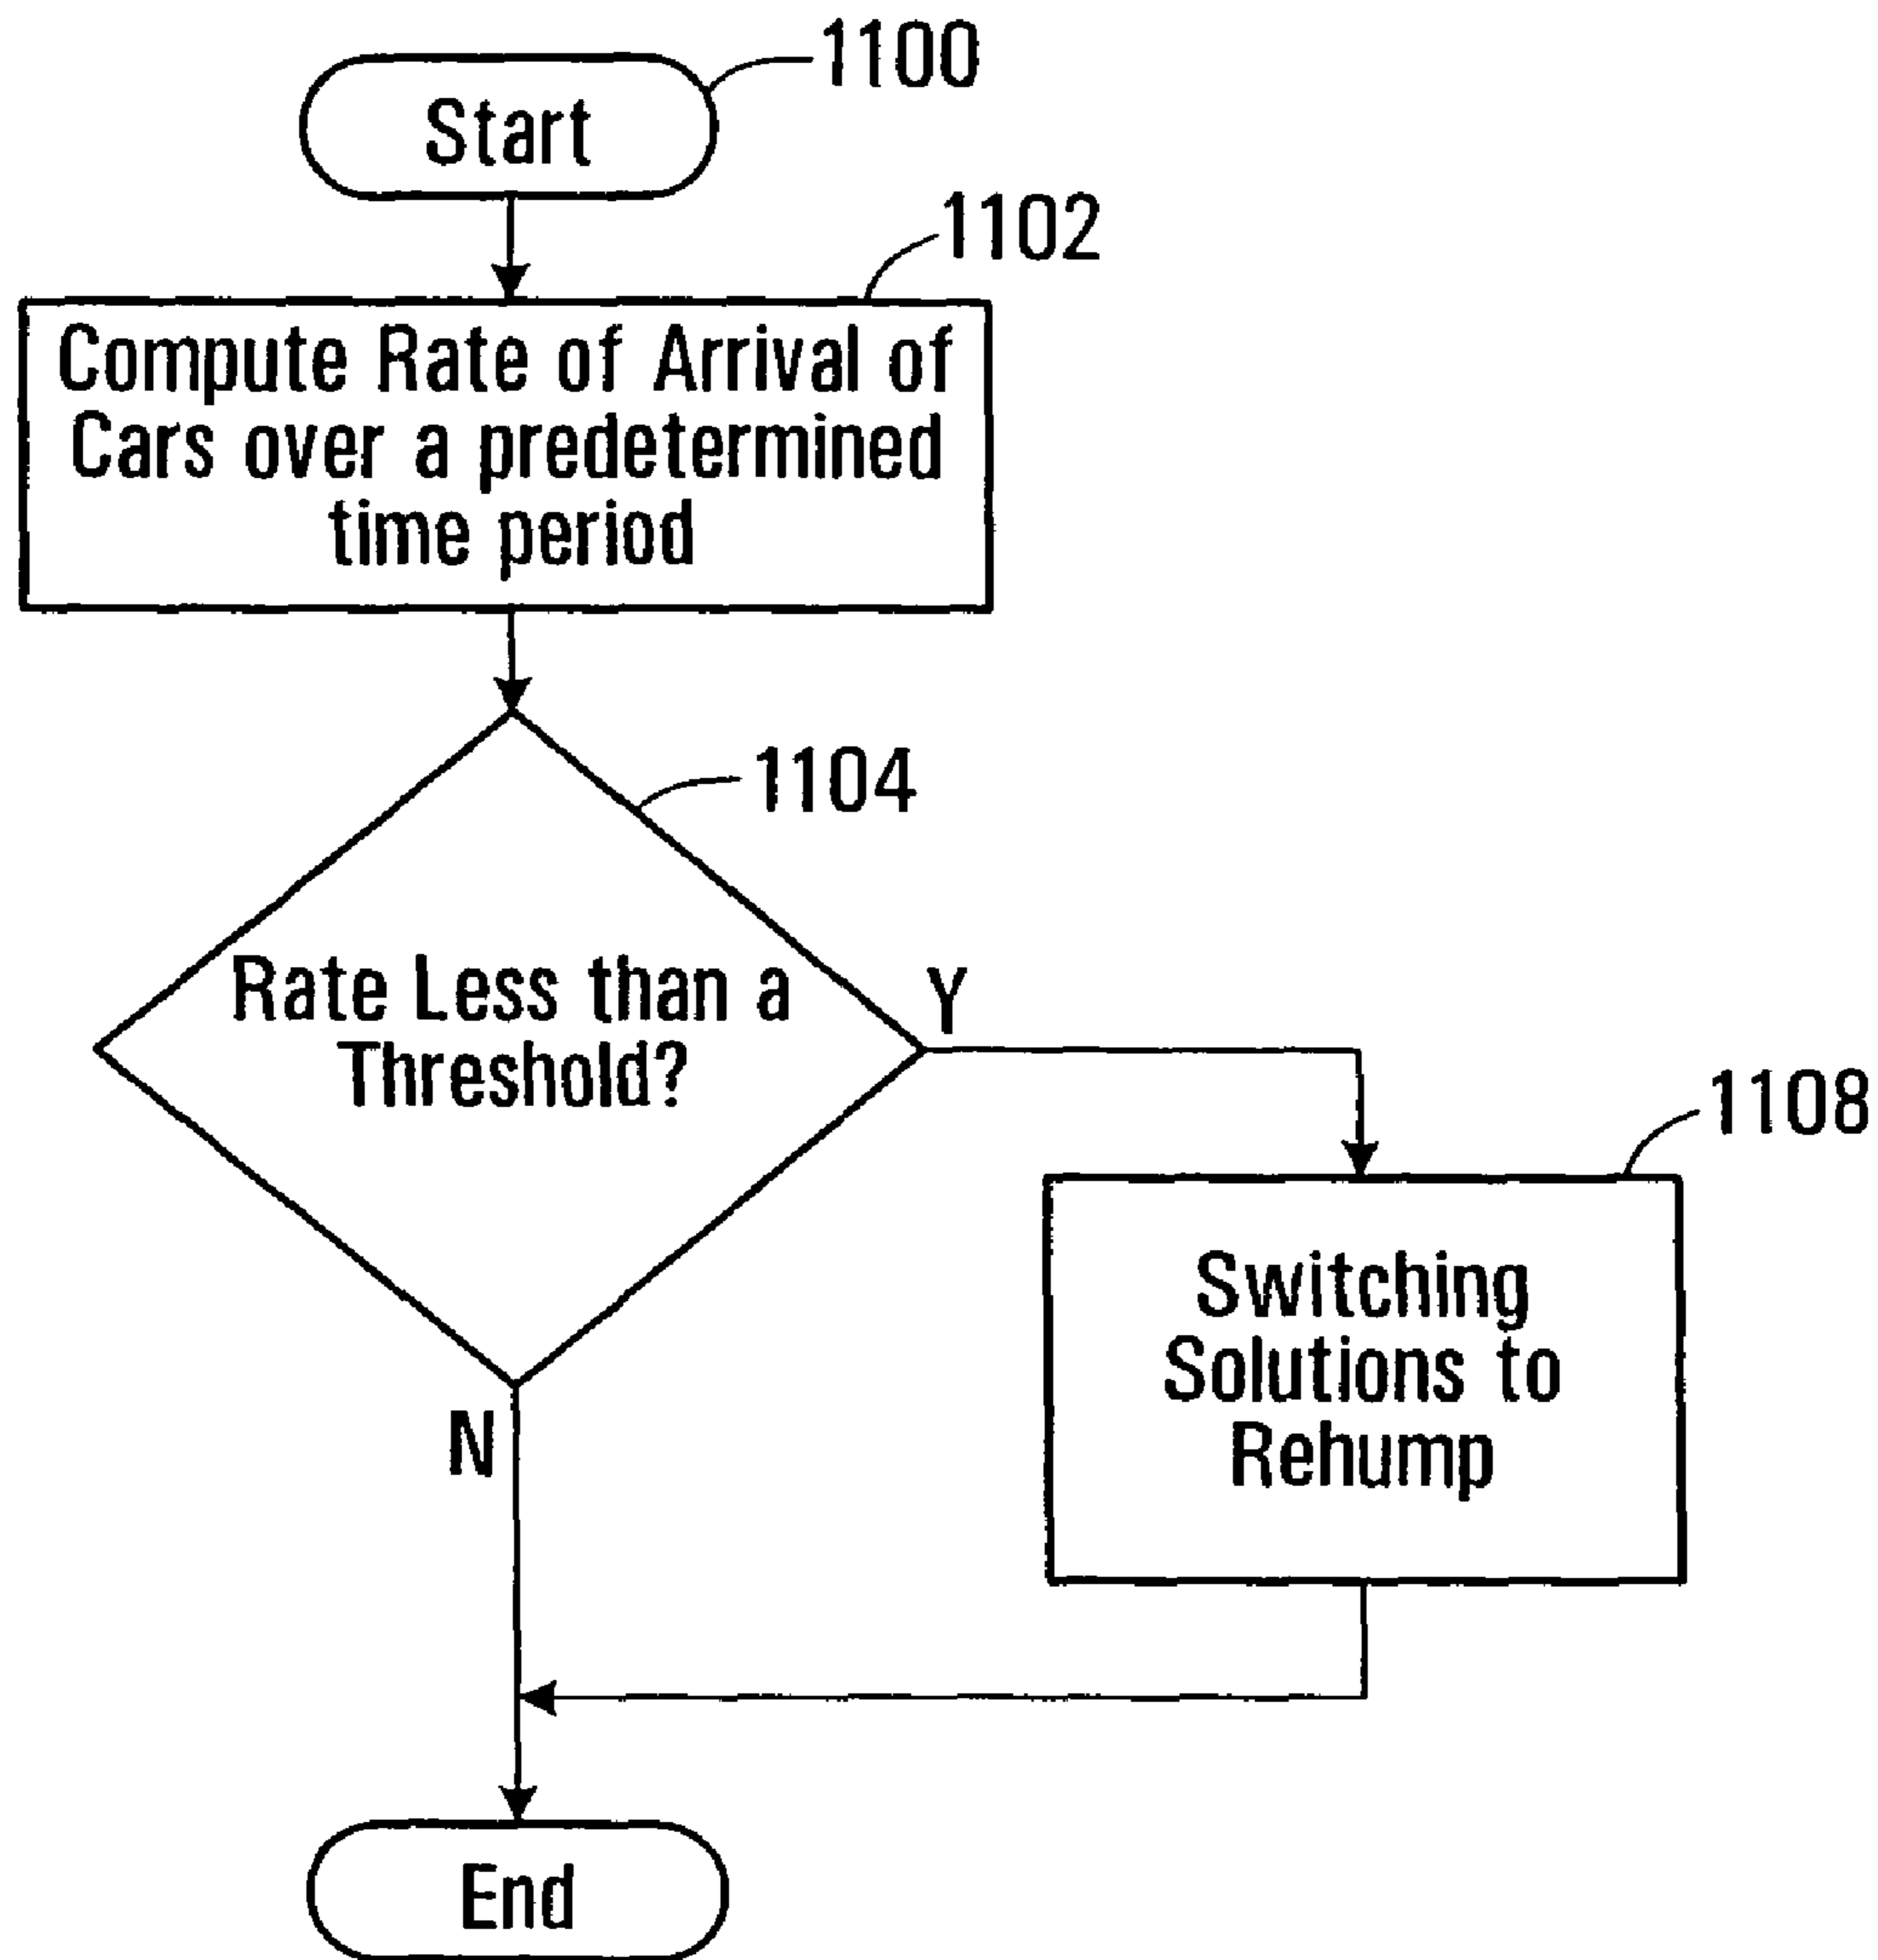 1100
Start
1102
Compute Rate of Arrival of
Cars over a predetermined
time period
1104
Rate Less than a
Threshold?
Y
1108
Switching
Solutions to
Rehump
N
End